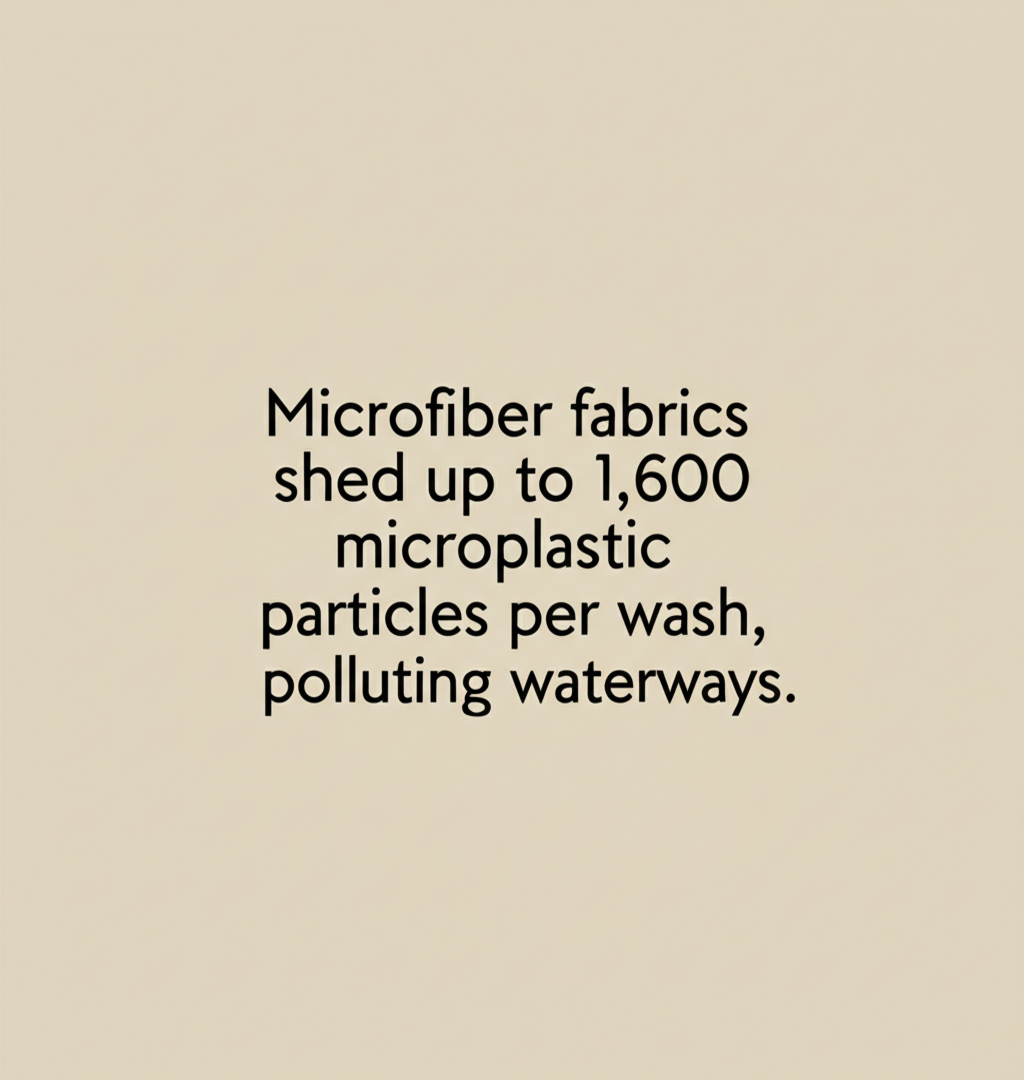 Microfiber fabrics
shed up to 1,600
microplastic
particles per wash,
polluting waterways.